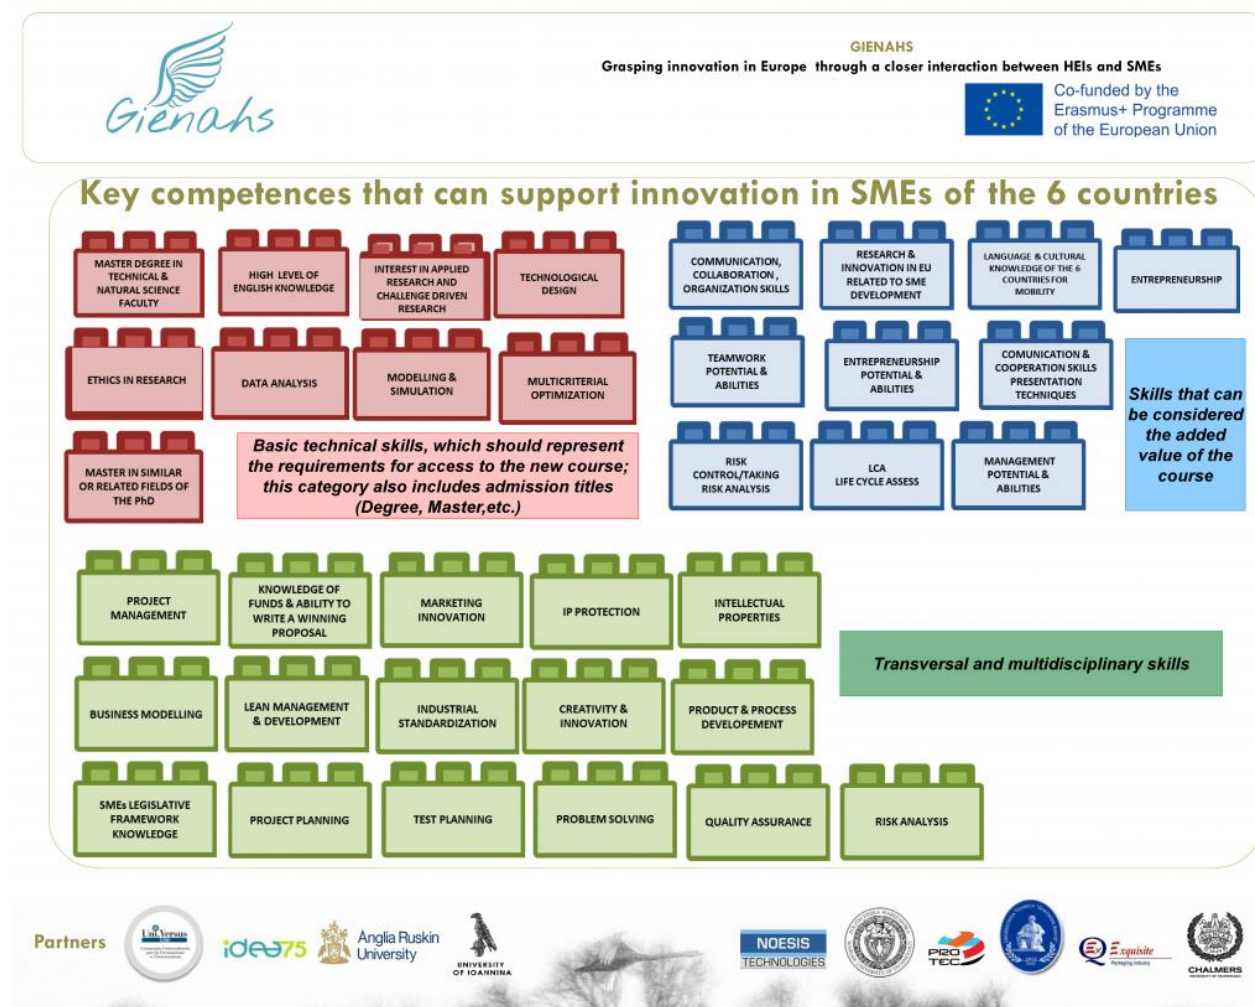 Gienahs
GIENAHS
Grasping innovation in Europe through a closer interaction between HEIs and SMEs
Co-funded by the
Erasmus+ Programme
of the European Union
Key competences that can support innovation in SMEs of the 6 countries
MASTER DEGREE IN
TECHNICAL &
NATURAL SCIENCE
FACULTY
HIGH LEVEL OF
ENGLISH KNOWLEDGE
INTEREST IN APPLIED
RESEARCH AND
CHALLENGE DRIVEN
RESEARCH
TECHNOLOGICAL
DESIGN
ETHICS IN RESEARCH
DATA ANALYSIS
MODELLING &
SIMULATION
MULTICRITERIAL
OPTIMIZATION
MASTER IN SIMILAR
OR RELATED FIELDS OF
THE PhD
Basic technical skills, which should represent
the requirements for access to the new course;
this category also includes admission titles
(Degree, Master,etc.)
COMMUNICATION,
COLLABORATION ,
ORGANIZATION SKILLS
RESEARCH &
INNOVATION IN EU
RELATED TO SME
DEVELOPMENT
LANGUAGE & CULTURAL
KNOWLEDGE OF THE 6
COUNTRIES FOR
MOBILITY
ENTREPRENEURSHIP
TEAMWORK
POTENTIAL &
ABILITIES
ENTREPRENEURSHIP
POTENTIAL &
ABILITIES
COMUNICATION &
COOPERATION SKILLS
PRESENTATION
TECHNIQUES
RISK
CONTROL/TAKING
RISK ANALYSIS
LCA
LIFE CYCLE ASSESS
MANAGEMENT
POTENTIAL &
ABILITIES
Skills that can
be considered
the added
value of the
course
PROJECT
MANAGEMENT
KNOWLEDGE OF
FUNDS & ABILITY TO
WRITE A WINNING
PROPOSAL
MARKETING
INNOVATION
IP PROTECTION
INTELLECTUAL
PROPERTIES
BUSINESS MODELLING
LEAN MANAGEMENT
& DEVELOPMENT
INDUSTRIAL
STANDARDIZATION
CREATIVITY &
INNOVATION
PRODUCT & PROCESS
DEVELOPEMENT
Transversal and multidisciplinary skills
SMEs LEGISLATIVE
FRAMEWORK
KNOWLEDGE
PROJECT PLANNING
TEST PLANNING
PROBLEM SOLVING
QUALITY ASSURANCE
RISK ANALYSIS
Partners
Uni.Versus
idea75
Anglia Ruskin
University
UNIVERSITY
OF IOANNINA
NOESIS
TECHNOLOGIES
PRO
TEC
Exquisite
Packaging Industry
CHALMERS